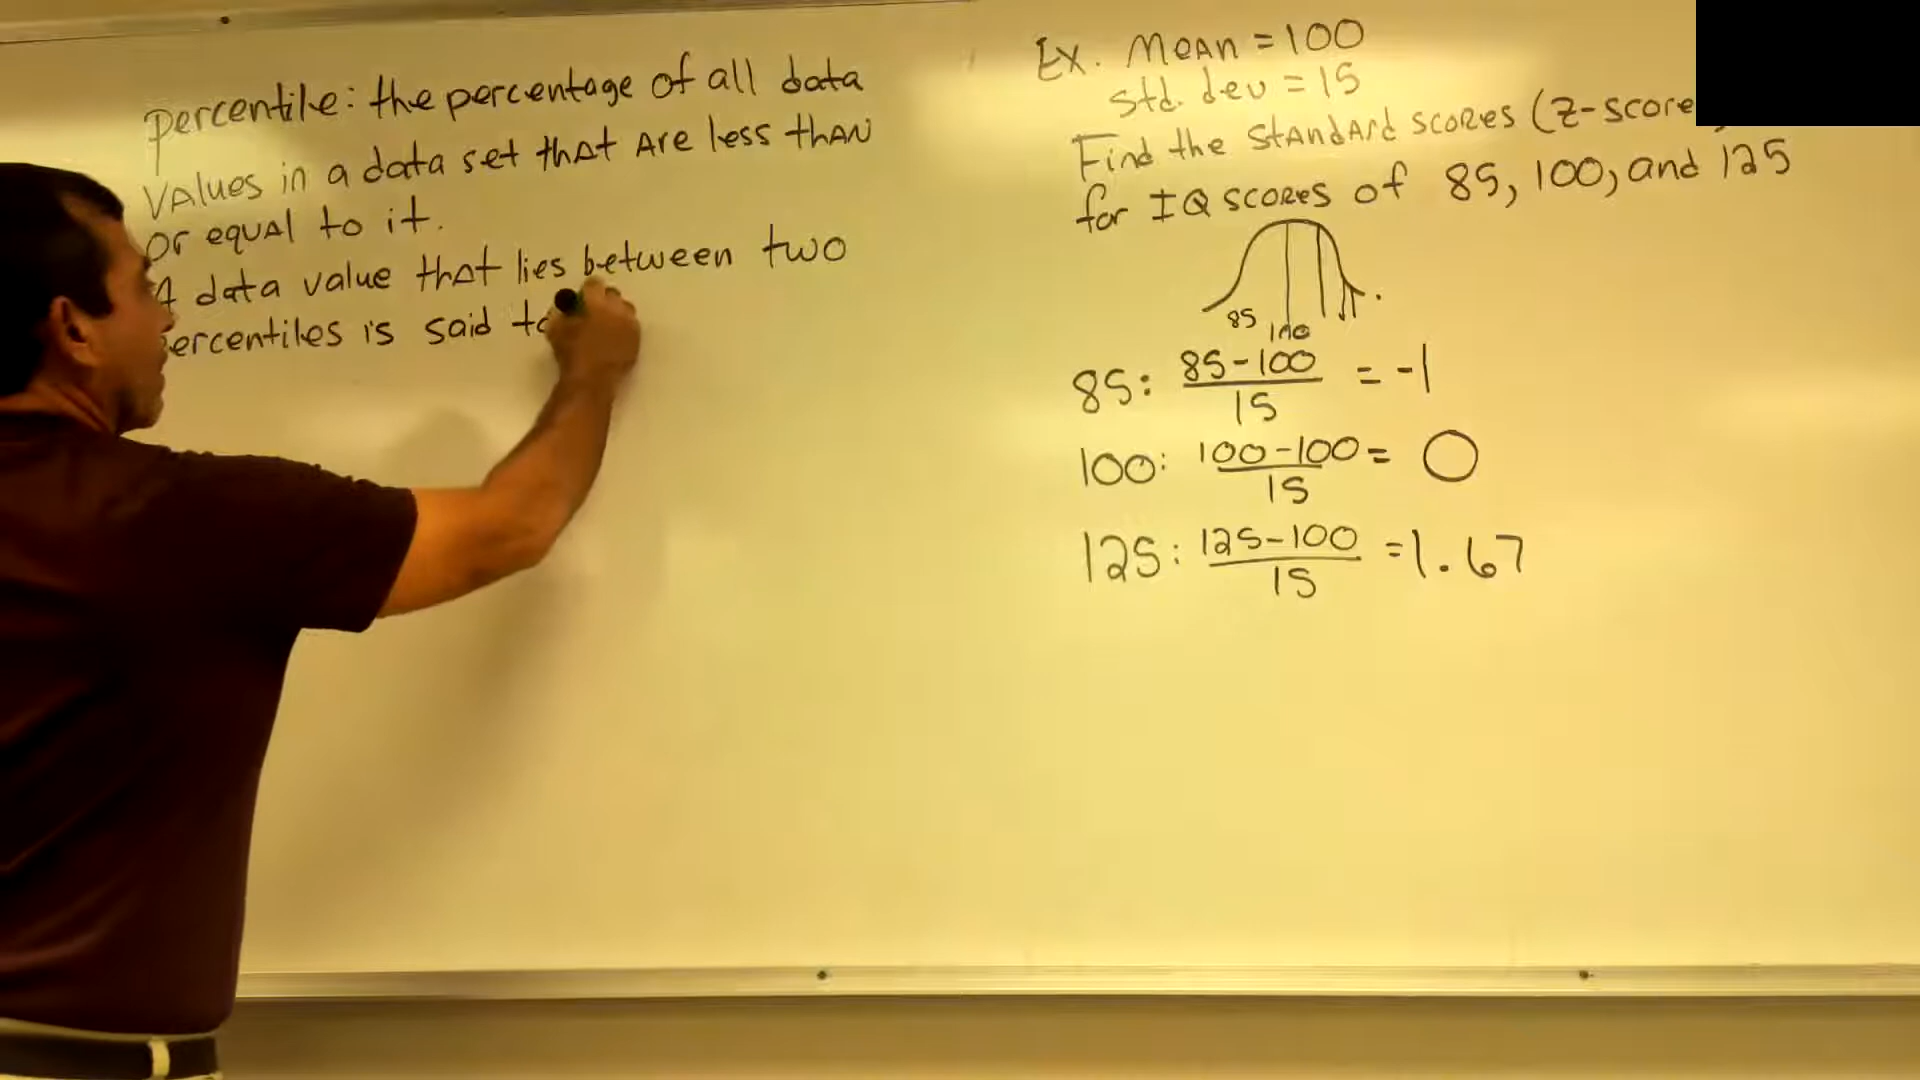 percentile: the percentage of all data
values in a data set that are less than
or equal to it.
A data value that lies between two
percentiles is said to
Ex. Mean = 100
std. dev = 15
Find the standard scores (z-score
for IQ scores of 85, 100, and 125
85
100
85: 85-100 / 15 = -1
100: 100-100 / 15 = 0
125: 125-100 / 15 = 1.67